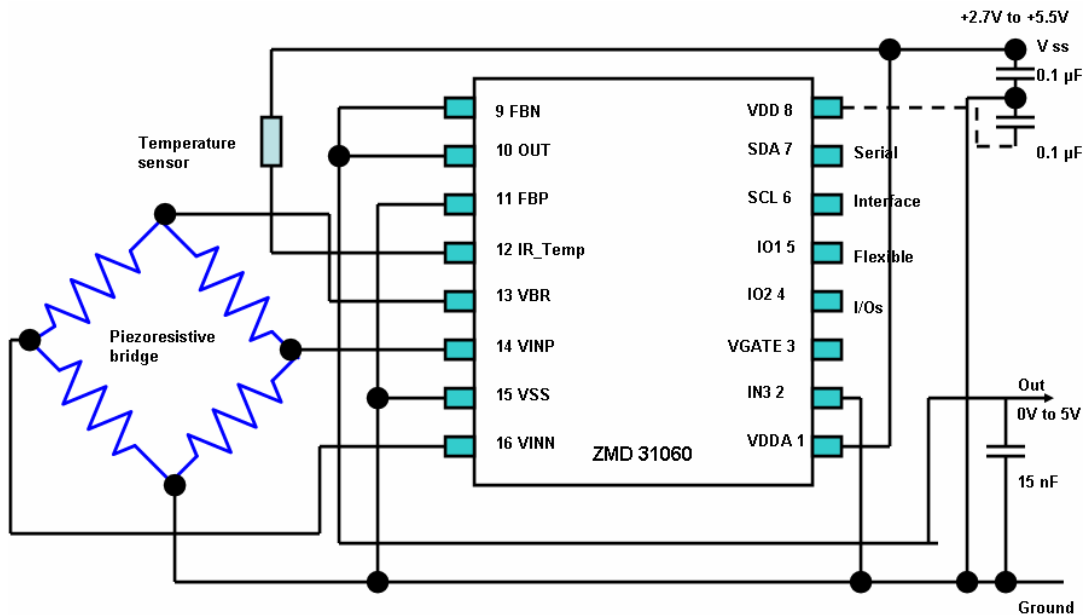 +2.7V to +5.5V
V ss
0.1 µF
0.1 µF
Temperature
sensor
Piezoresistive
bridge
9 FBN
10 OUT
11 FBP
12 IR_Temp
13 VBR
14 VINP
15 VSS
16 VINN
VDD 8
SDA 7
SCL 6
IO1 5
IO2 4
VGATE 3
IN3 2
VDDA 1
ZMD 31060
Serial
Interface
Flexible
I/Os
Out
0V to 5V
15 nF
Ground